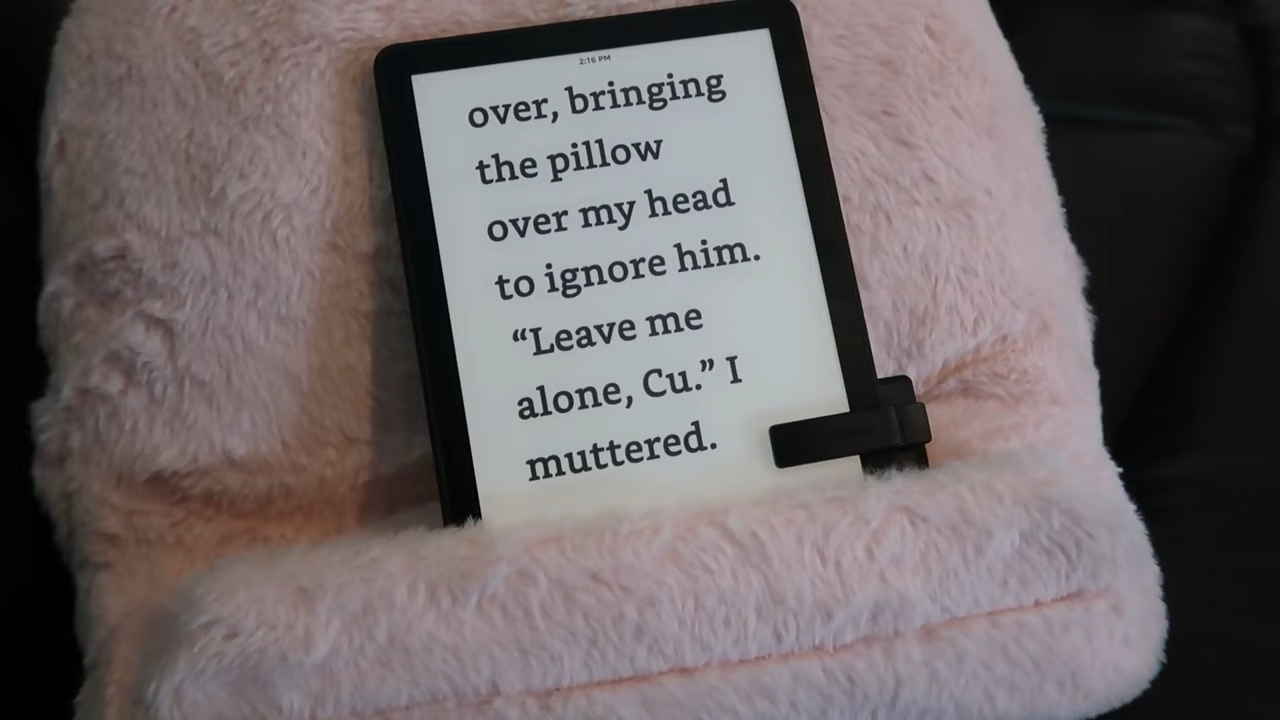 2:16 PM
over, bringing
the pillow
over my head
to ignore him.
“Leave me
alone, Cu.” I
muttered.